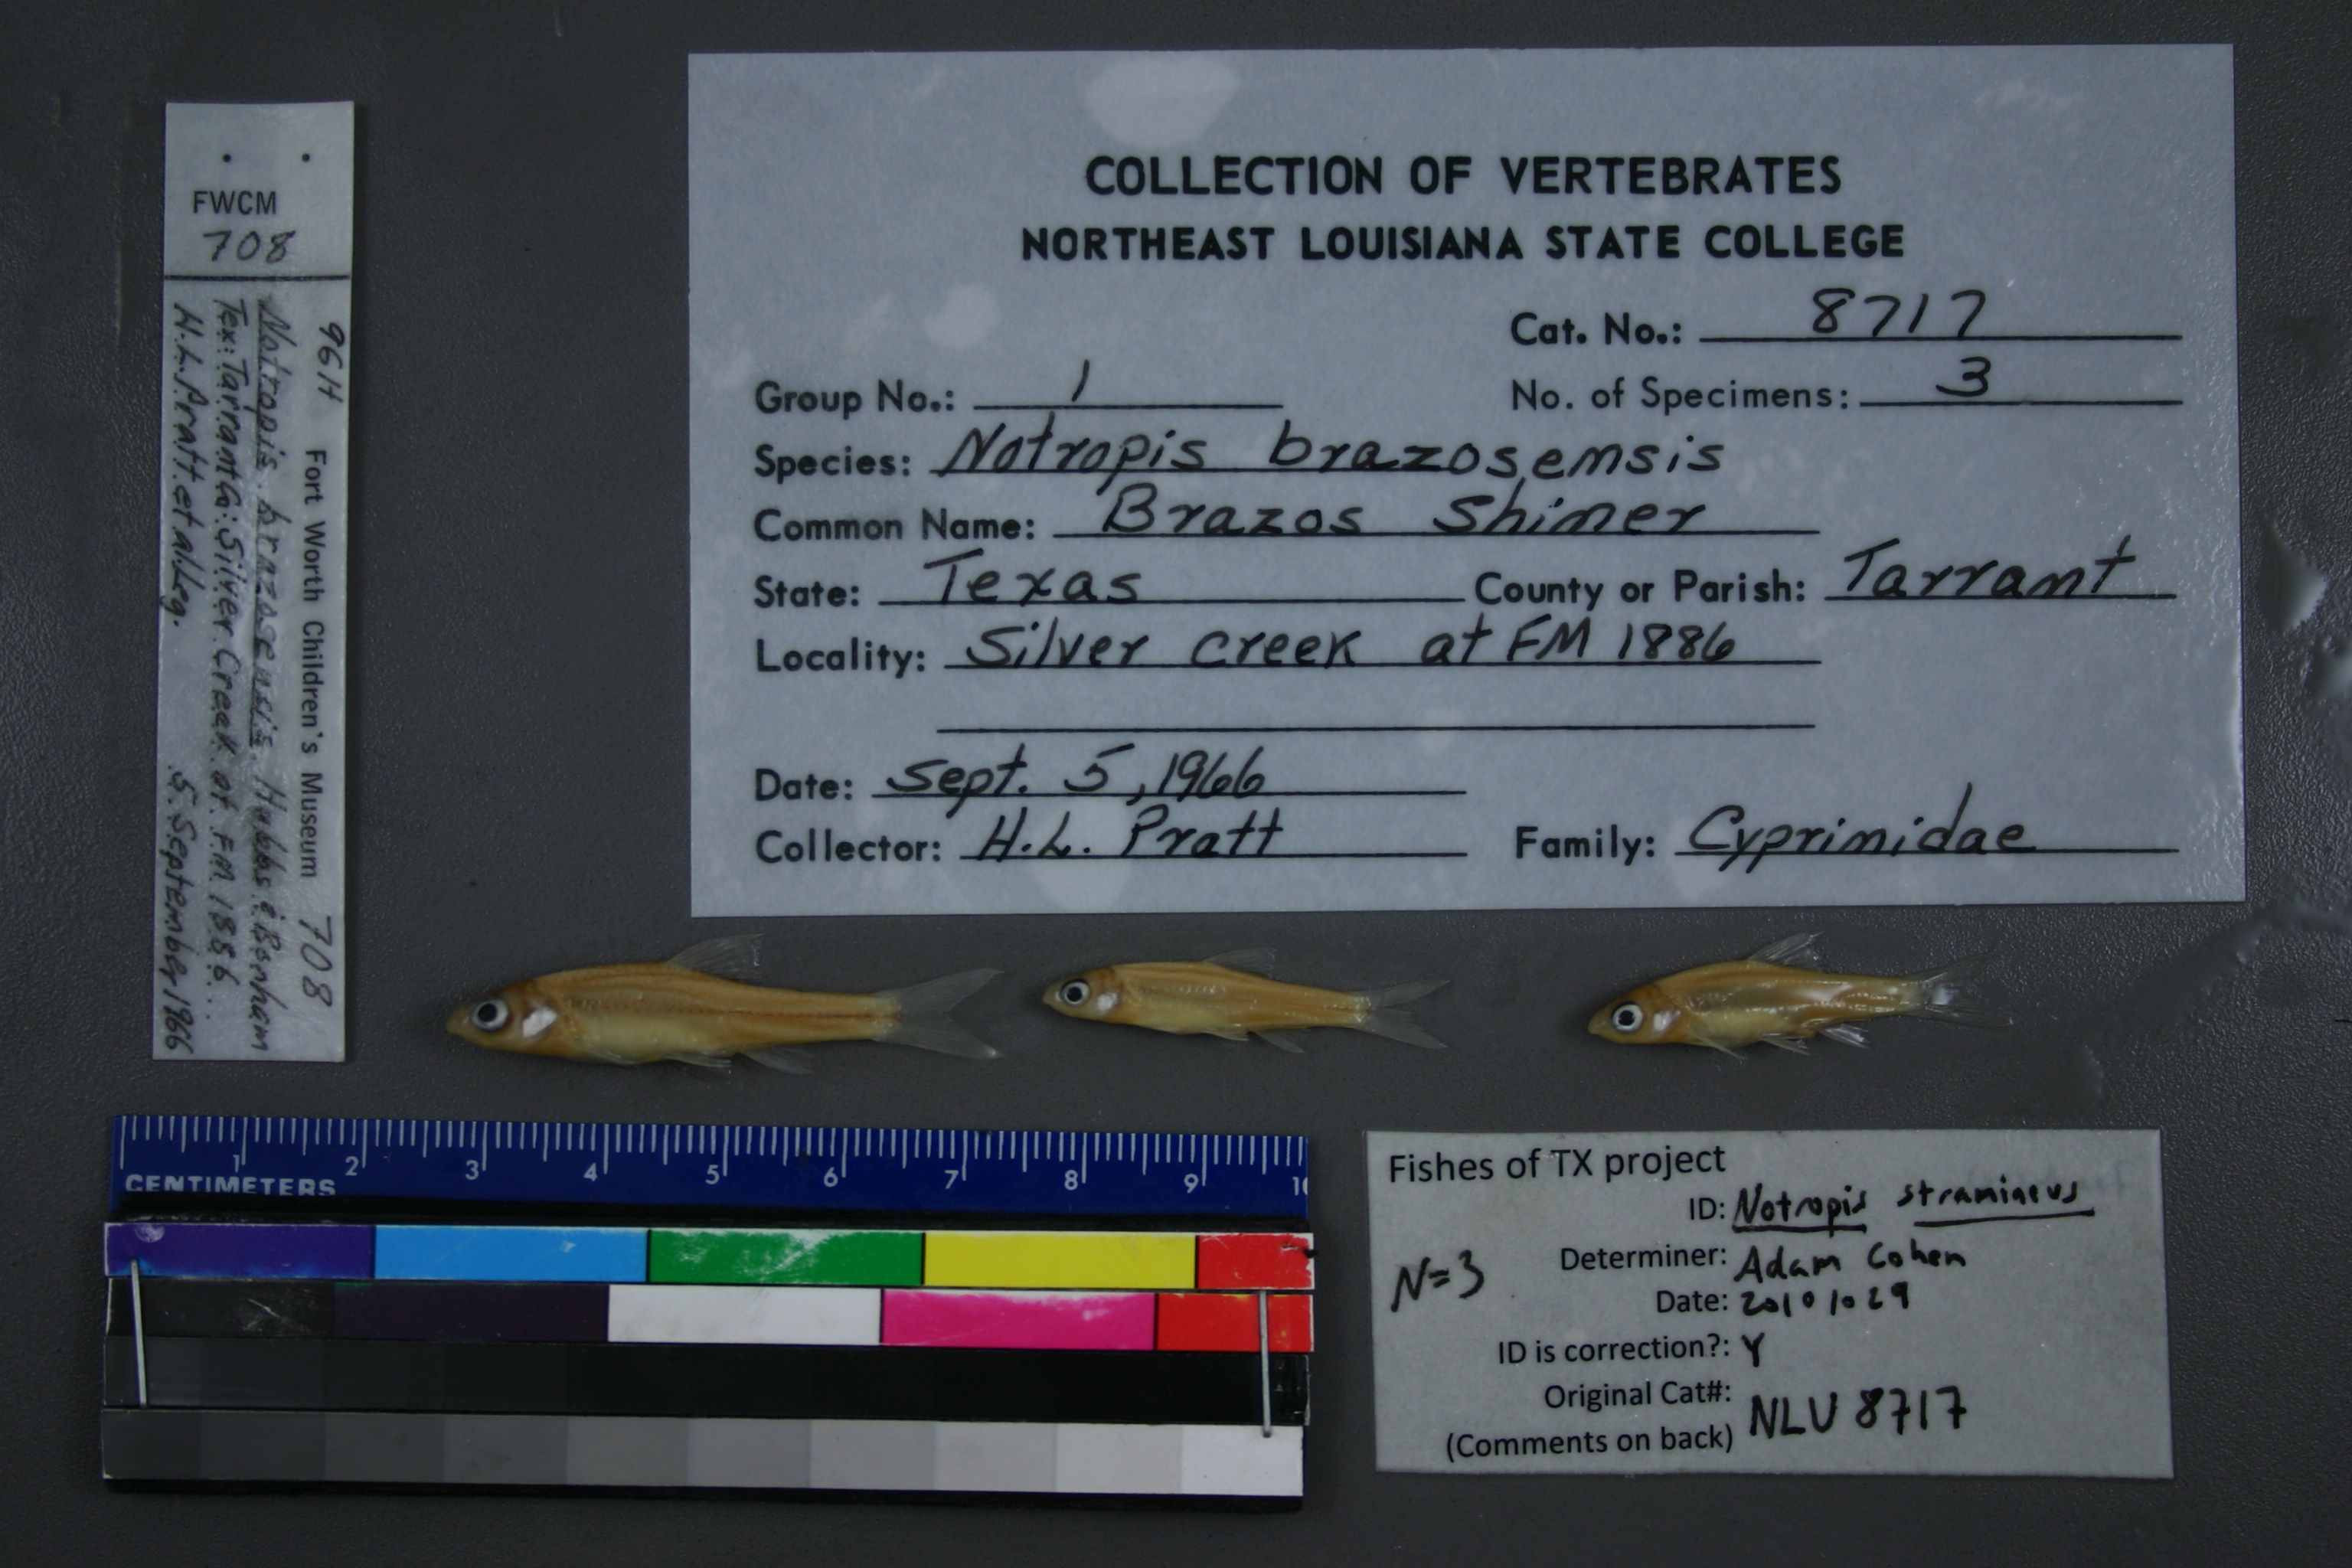 FWCM
708
96H Fort Worth Children's Museum 708
Notropis brazosensis Hubbs & Bonham
Tex: Tarrant Co: Silver Creek at FM 1886
H.L. Pratt et al. leg. 5 September 1966
COLLECTION OF VERTEBRATES
NORTHEAST LOUISIANA STATE COLLEGE
Cat. No.: 8717
Group No.: 1 No. of Specimens: 3
Species: Notropis brazosensis
Common Name: Brazos Shiner
State: Texas County or Parish: Tarrant
Locality: Silver creek at FM 1886
Date: Sept. 5, 1966
Collector: H.L. Pratt Family: Cyprinidae
1 2 3 4 5 6 7 8 9 10
CENTIMETERS
Fishes of TX project
ID: Notropis stramineus
Determiner: Adam Cohen
N=3
Date: 20101029
ID is correction?: Y
Original Cat#: NLU 8717
(Comments on back)